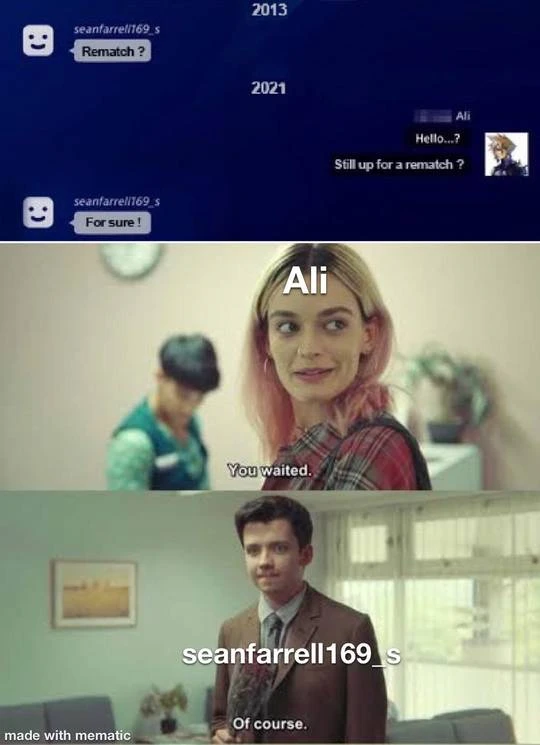 2013
seanfarrell169_s
Rematch ?
2021
Ali
Hello...?
Still up for a rematch ?
seanfarrell169_s
For sure !
Ali
You waited.
seanfarrell169_s
Of course.
made with mematic